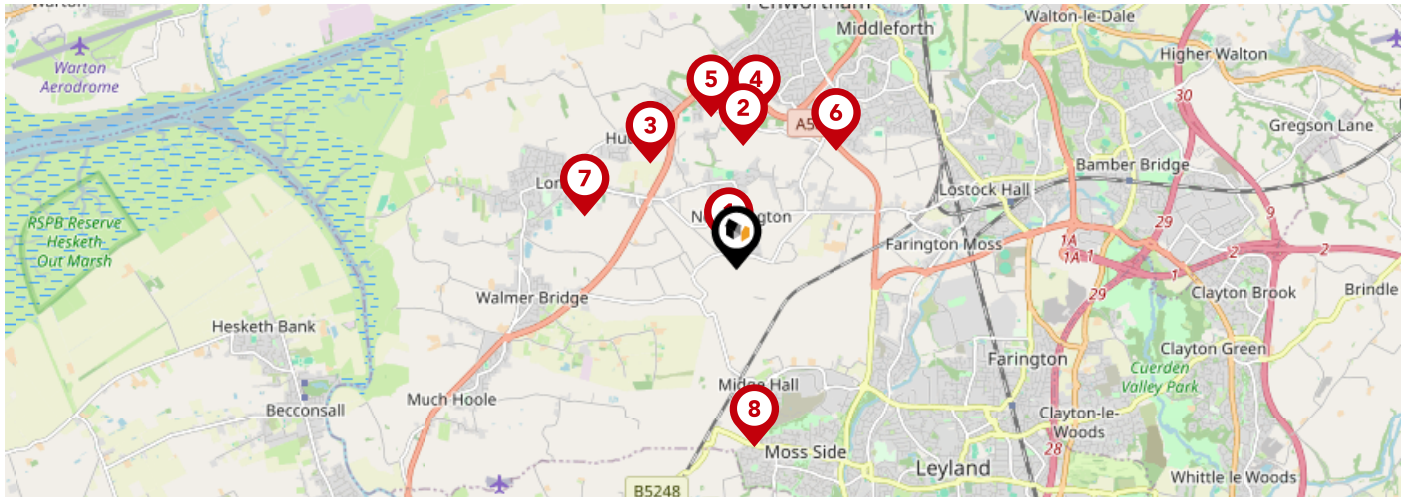 Middleforth
Walton-le-Dale
Higher Walton
Warton
Aerodrome
5
4
2
30
6
3
Gregson Lane
Bamber Bridge
7
Lostock Hall
RSPB Reserve
Hesketh
Out Marsh
29
9
Farington Moss
1A
1A
1
2
2
1
29
Walmer Bridge
Clayton Brook
Brindle
Hesketh Bank
Farington
Clayton Green
Cuerden
Valley Park
Midge Hall
Much Hoole
8
Becconsall
Clayton-le-
Woods
Moss Side
28
Leyland
Whittle le Woods
B5248